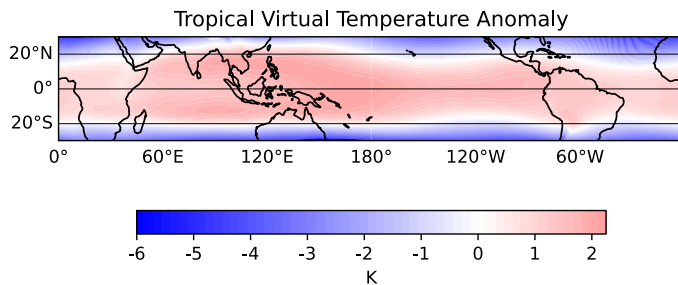 Tropical Virtual Temperature Anomaly
20°N
0°
20°S
0° 60°E 120°E 180° 120°W 60°W
-6 -5 -4 -3 -2 -1 0 1 2
K